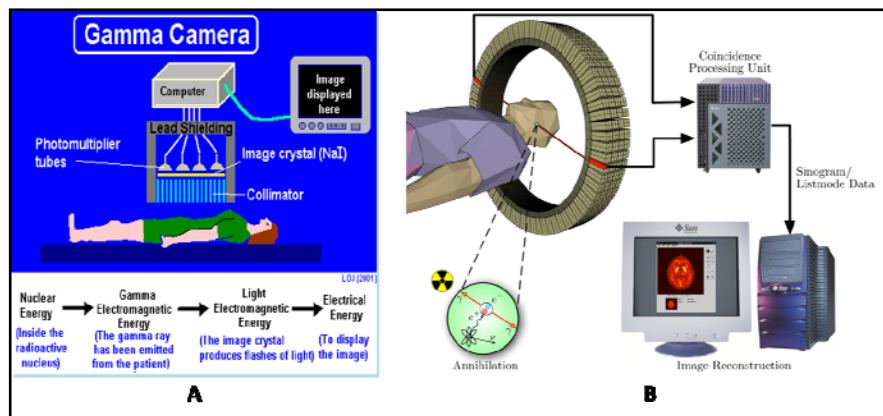 Gamma Camera
Computer
Image
displayed
here
Lead Shielding
Photomultiplier
tubes
Image crystal (NaI)
Collimator
LOJ (2001)
Nuclear
Energy
(Inside the
radioactive
nucleus)
Gamma
Electromagnetic
Energy
(The gamma ray
has been emitted
from the patient)
Light
Electromagnetic
Energy
(The image crystal
produces flashes of light)
Electrical
Energy
(To display
the image)
A
Coincidence
Processing Unit
Sinogram/
Listmode Data
Annihilation
Image Reconstruction
B